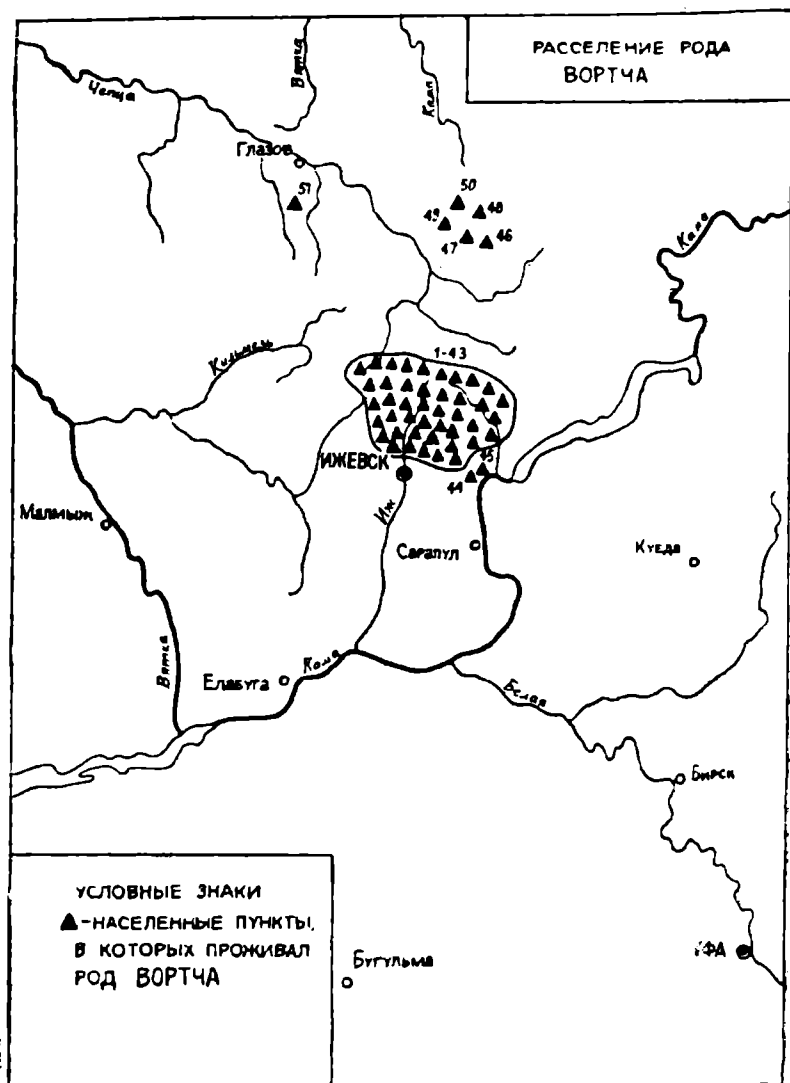 РАССЕЛЕНИЕ РОДА
ВОРТЧА
Чепца
Вятка
Кама
Глазов
51
50
49
48
47
46
Кама
Кильмезь
1-43
ИЖЕВСК
45
44
Иж
Малмыж
Сарапул
Куеда
Вятка
Елабуга
Кама
Белая
Бирск
УСЛОВНЫЕ ЗНАКИ
▲-НАСЕЛЕННЫЕ ПУНКТЫ,
В КОТОРЫХ ПРОЖИВАЛ
РОД ВОРТЧА
Бугульма
УФА